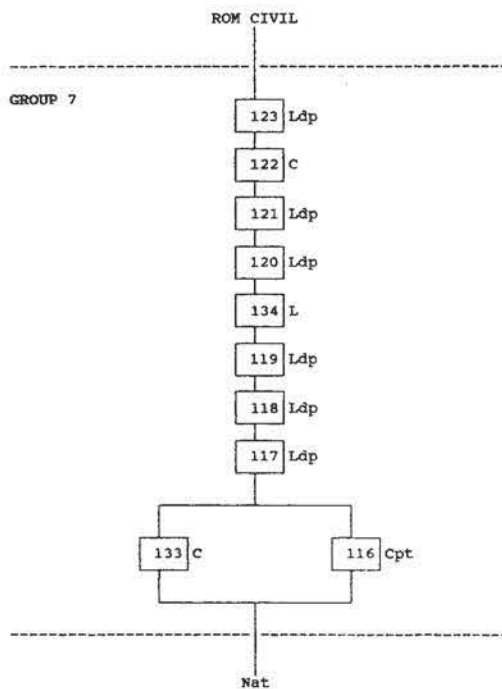 ROM CIVIL
GROUP 7
123 Ldp
122 C
121 Ldp
120 Ldp
134 L
119 Ldp
118 Ldp
117 Ldp
133 C 116 Cpt
Nat